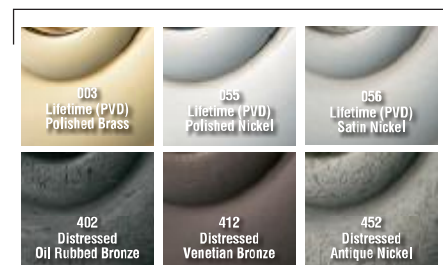 003
Lifetime (PVD)
Polished Brass
055
Lifetime (PVD)
Polished Nickel
056
Lifetime (PVD)
Satin Nickel
402
Distressed
Oil Rubbed Bronze
412
Distressed
Venetian Bronze
452
Distressed
Antique Nickel